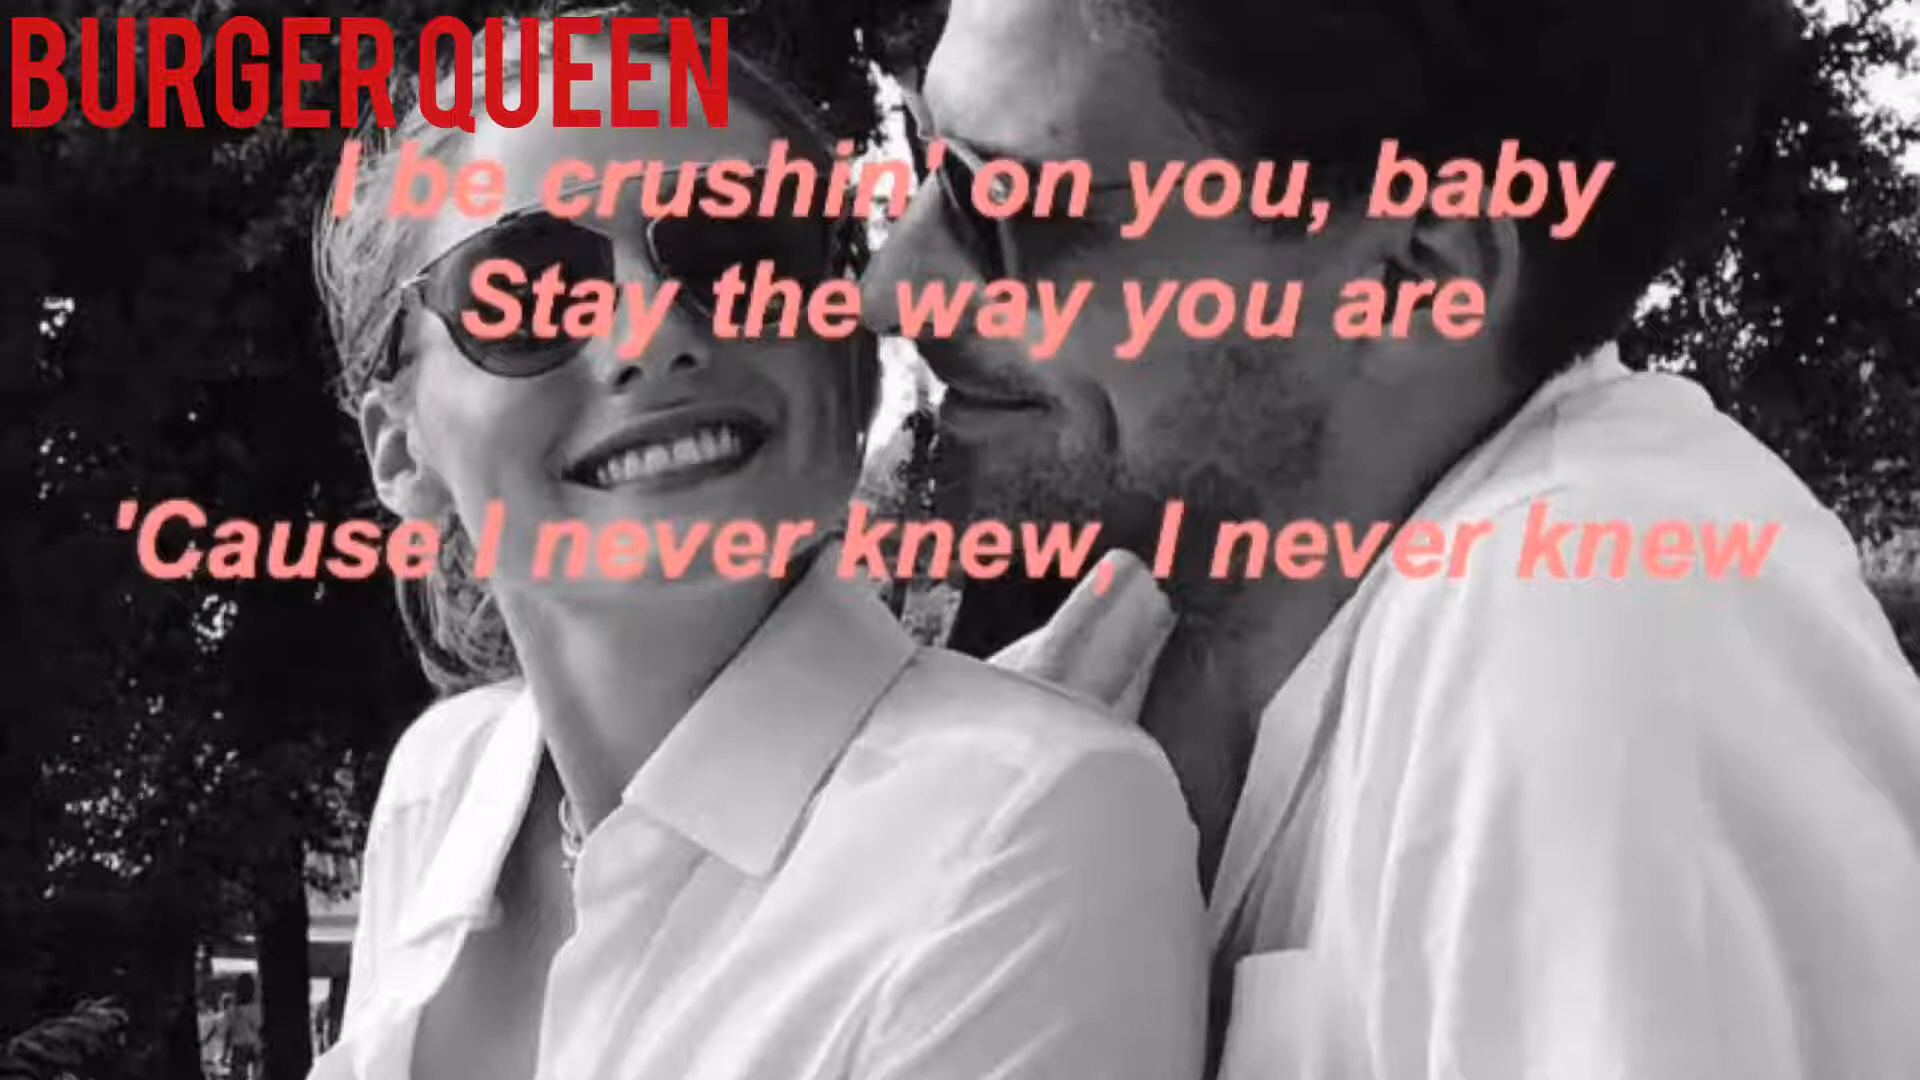 BURGER QUEEN
I be crushin' on you, baby
Stay the way you are
'Cause I never knew, I never knew